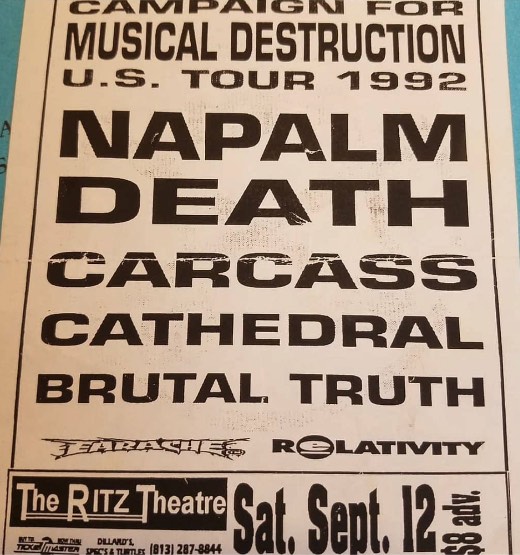 CAMPAIGN FOR
MUSICAL DESTRUCTION
U.S. TOUR 1992
NAPALM
DEATH
CARCASS
CATHEDRAL
BRUTAL TRUTH
EARACHE
RELATIVITY
The RITZ Theatre
TICKETMASTER
DILLARD'S,
SPEC'S & TURTLES (813) 287-8844
Sat. Sept. 12
$8 adv.